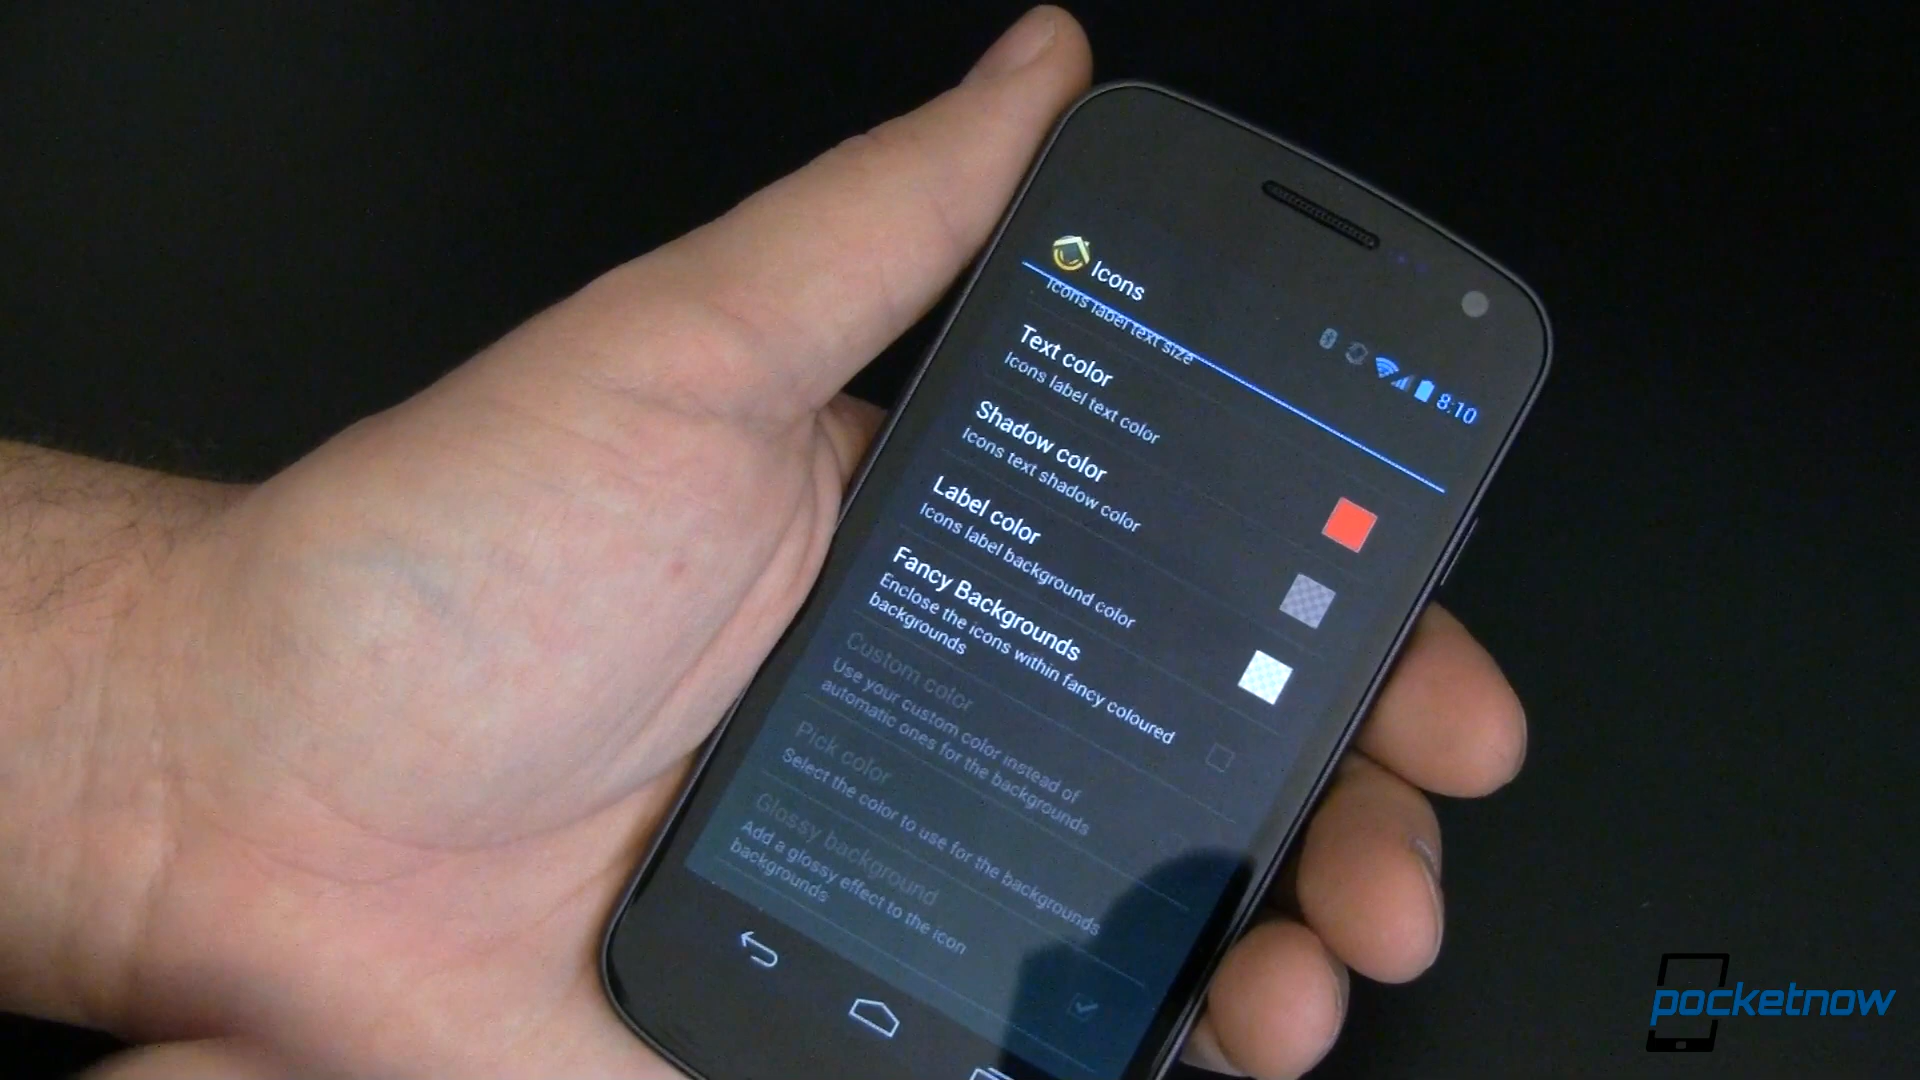 Icons
8:10
Icons label text size
Text color
Icons label text color
Shadow color
Icons text shadow color
Label color
Icons label background color
Fancy Backgrounds
Enclose the icons within fancy coloured
backgrounds
Custom color
Use your custom color instead of
automatic ones for the backgrounds
Pick color
Select the color to use for the backgrounds
Glossy background
Add a glossy effect to the icon
backgrounds
pocketnow